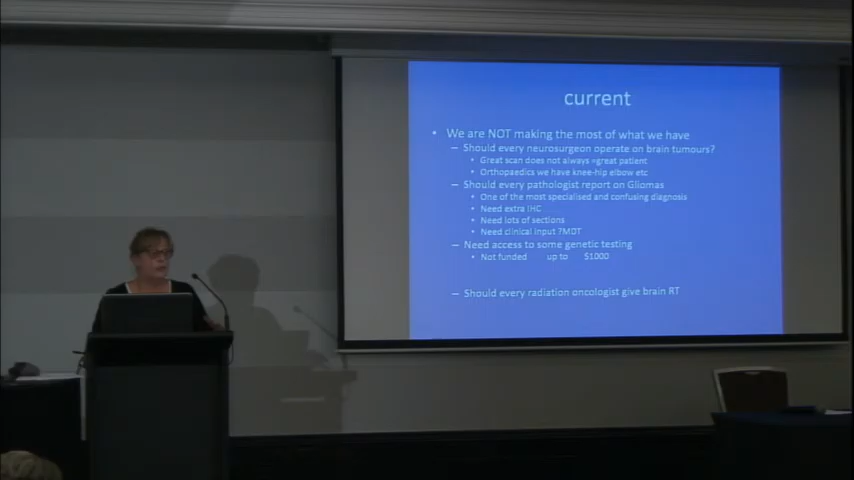 current
• We are NOT making the most of what we have
– Should every neurosurgeon operate on brain tumours?
• Great scan does not always =great patient
• Orthopaedics we have knee-hip elbow etc
– Should every pathologist report on Gliomas
• One of the most specialised and confusing diagnosis
• Need extra IHC
• Need lots of sections
• Need clinical input ?MDT
– Need access to some genetic testing
• Not funded up to $1000
– Should every radiation oncologist give brain RT